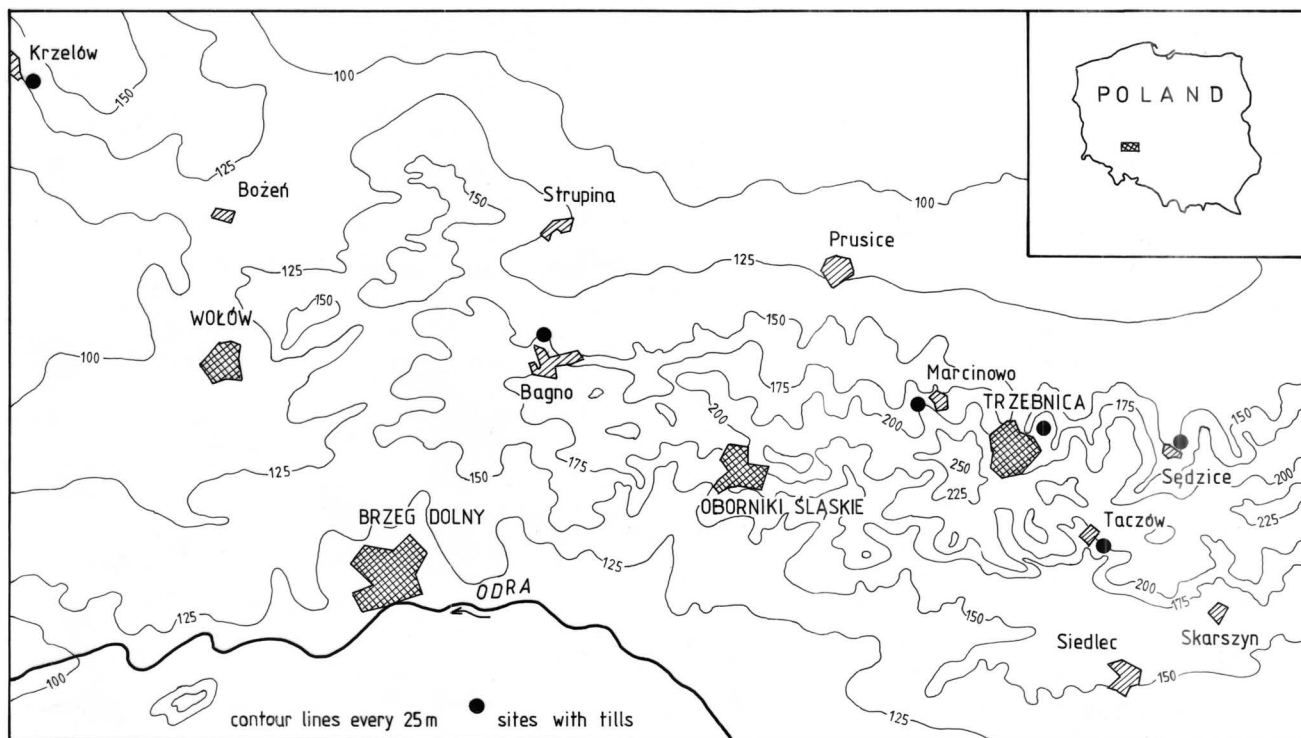 Krzelów
100
POLAND
150
125
Bożeń
150
Strupina
100
Prusice
125
125
150
WOŁÓW
150
100
Bagno
175
Marcinowo
TRZEBNICA
175
150
200
200
250
225
Sędzice
200
225
125
150
175
OBORNIKI ŚLĄSKIE
BRZEG DOLNY
Taczów
125
ODRA
200
175
125
150
Skarszyn
Siedlec
150
100
125
contour lines every 25 m
sites with tills